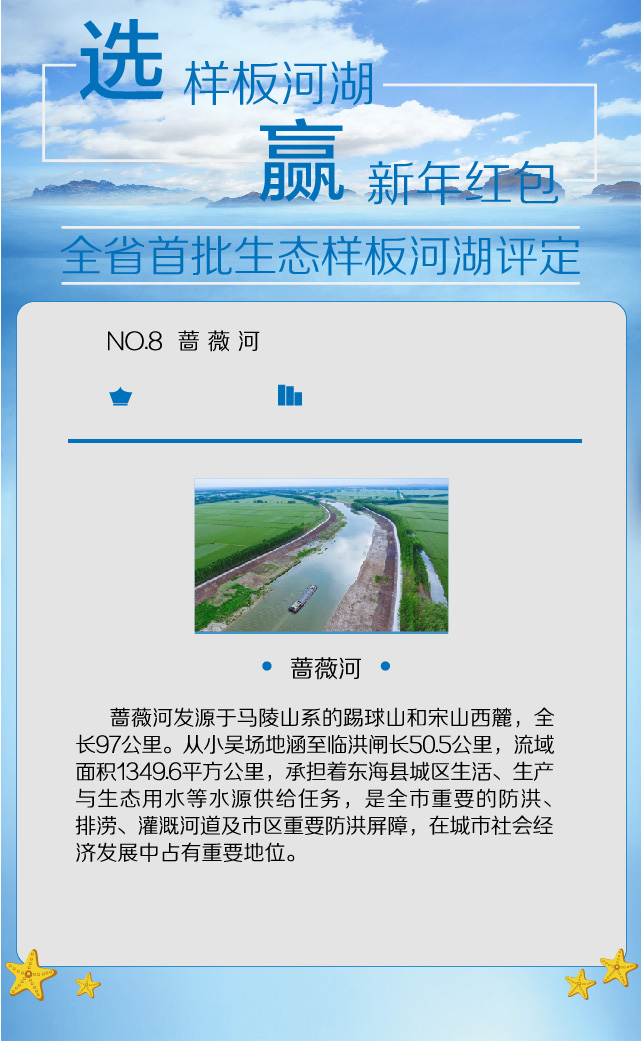 选 样板河湖
赢 新年红包
全省首批生态样板河湖评定
NO.8 蔷薇河
• 蔷薇河 •
蔷薇河发源于马陵山系的踢球山和宋山西麓，全
长97公里。从小吴场地涵至临洪闸长50.5公里，流域
面积1349.6平方公里，承担着东海县城区生活、生产
与生态用水等水源供给任务，是全市重要的防洪、
排涝、灌溉河道及市区重要防洪屏障，在城市社会经
济发展中占有重要地位。